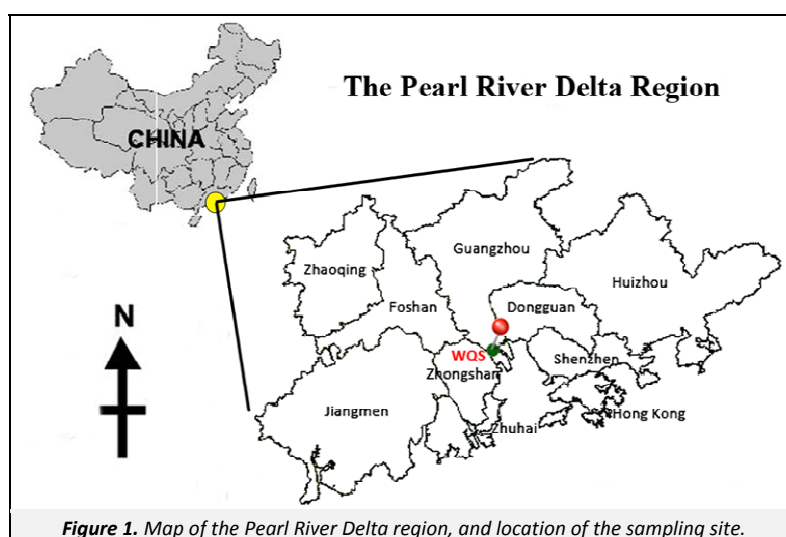 The Pearl River Delta Region
CHINA
Guangzhou
Zhaoqing
Huizhou
Foshan
Dongguan
N
WQS
Shenzhen
Zhongshan
Jiangmen
Hong Kong
Zhuhai
Figure 1. Map of the Pearl River Delta region, and location of the sampling site.